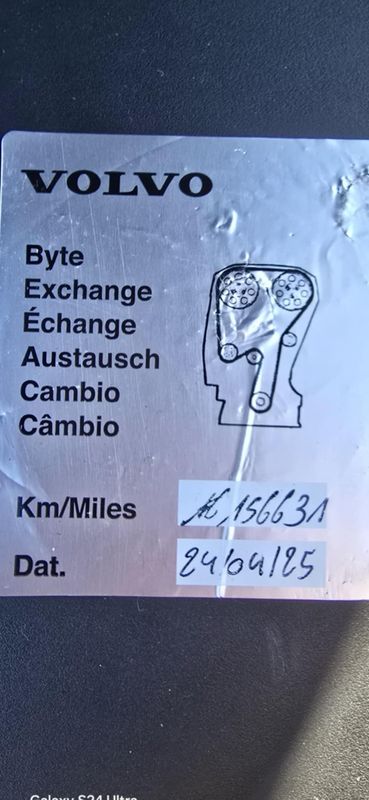 VOLVO
Byte
Exchange
Échange
Austausch
Cambio
Câmbio
Km/Miles 156631
Dat. 24/04/25
Galaxy S24 Ultra